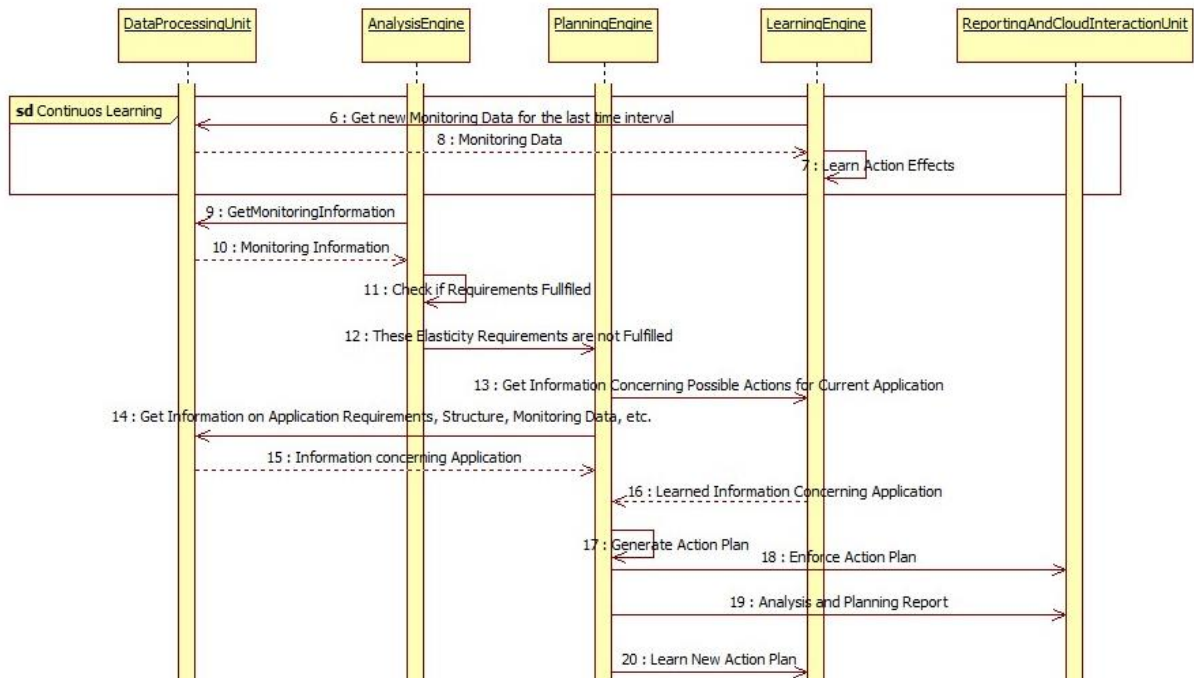 DataProcessingUnit
AnalysisEngine
PlanningEngine
LearningEngine
ReportingAndCloudInteractionUnit
sd Continuos Learning
6 : Get new Monitoring Data for the last time interval
8 : Monitoring Data
7 : Learn Action Effects
9 : GetMonitoringInformation
10 : Monitoring Information
11 : Check if Requirements Fullfiled
12 : These Elasticity Requirements are not Fulfilled
13 : Get Information Concerning Possible Actions for Current Application
14 : Get Information on Application Requirements, Structure, Monitoring Data, etc.
15 : Information concerning Application
16 : Learned Information Concerning Application
17 : Generate Action Plan
18 : Enforce Action Plan
19 : Analysis and Planning Report
20 : Learn New Action Plan